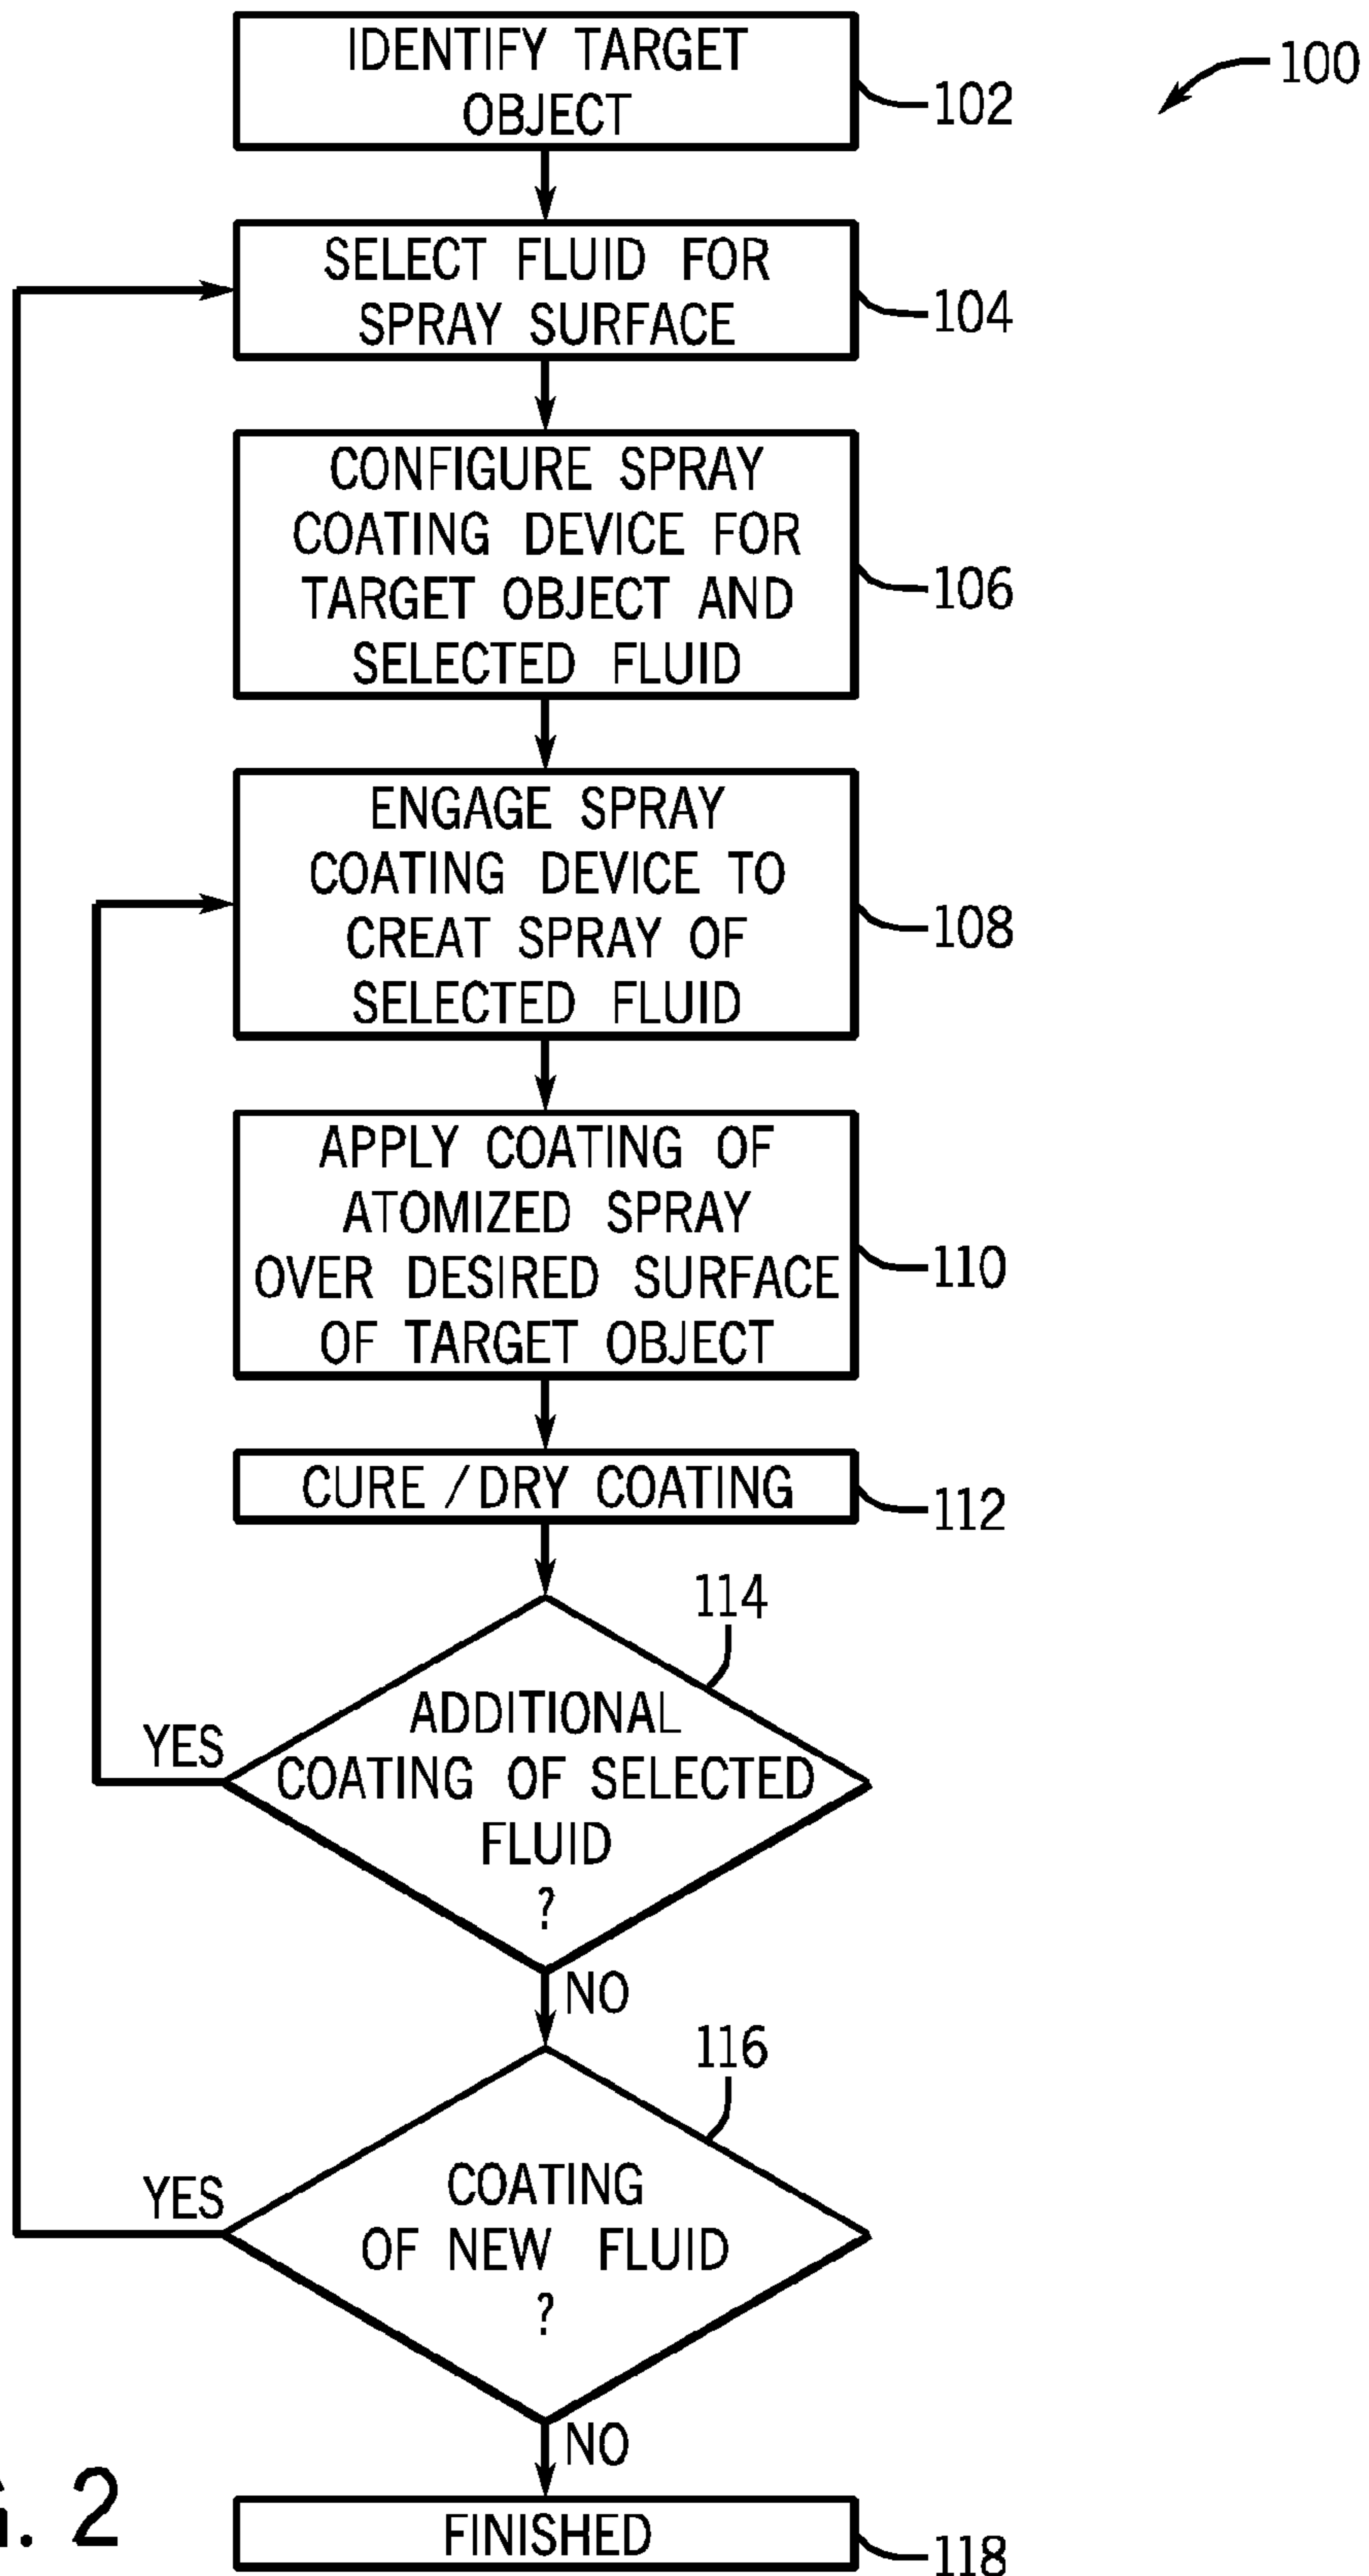 100
IDENTIFY TARGET
OBJECT
102
SELECT FLUID FOR
SPRAY SURFACE
104
CONFIGURE SPRAY
COATING DEVICE FOR
TARGET OBJECT AND
SELECTED FLUID
106
ENGAGE SPRAY
COATING DEVICE TO
CREAT SPRAY OF
SELECTED FLUID
108
APPLY COATING OF
ATOMIZED SPRAY
OVER DESIRED SURFACE
OF TARGET OBJECT
110
CURE /DRY COATING
112
114
ADDITIONAL
COATING OF SELECTED
FLUID
?
YES
NO
116
COATING
OF NEW FLUID
?
YES
NO
FINISHED
118
2